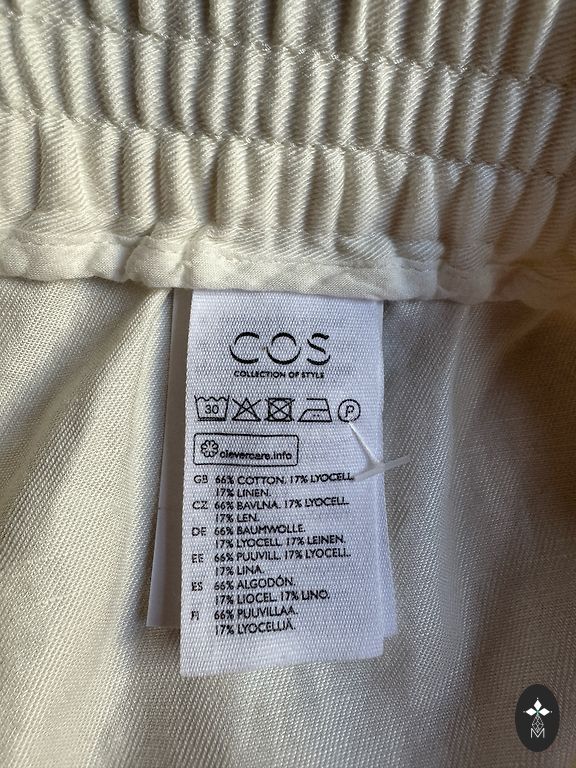 COS
COLLECTION OF STYLE
30
P
clevercare.info
GB 66% COTTON, 17% LYOCELL,
17% LINEN.
CZ 66% BAVLNA, 17% LYOCELL,
17% LEN.
DE 66% BAUMWOLLE,
17% LYOCELL, 17% LEINEN.
EE 66% PUUVILL, 17% LYOCELL,
17% LINA.
ES 66% ALGODÓN,
17% LIOCEL, 17% LINO.
FI 66% PUUVILLAA,
17% LYOCELLIÄ,
M